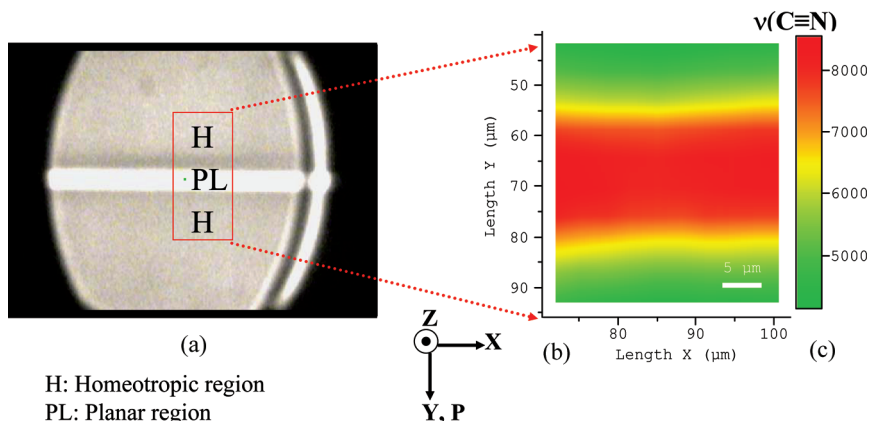 ν(C≡N)
H
PL
H
Length Y (µm)
50
60
70
80
90
5 µm
8000
7000
6000
5000
80
90
100
Length X (µm)
(a)
(b)
(c)
Z
X
Y, P
H: Homeotropic region
PL: Planar region